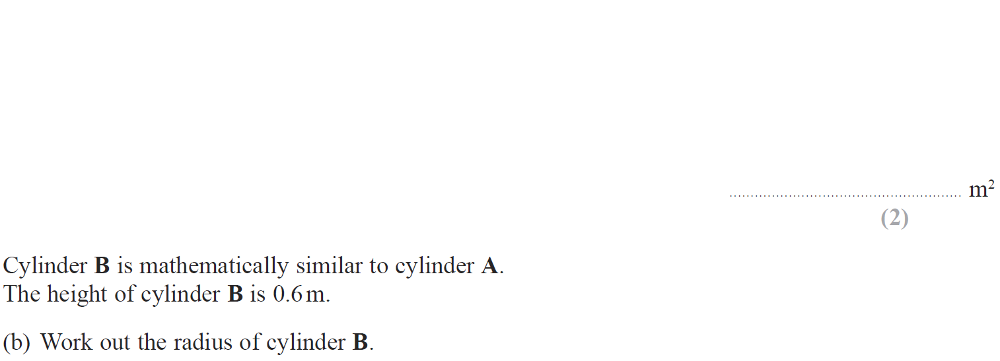 ...................................................... m²
(2)
Cylinder B is mathematically similar to cylinder A.
The height of cylinder B is 0.6 m.
(b) Work out the radius of cylinder B.